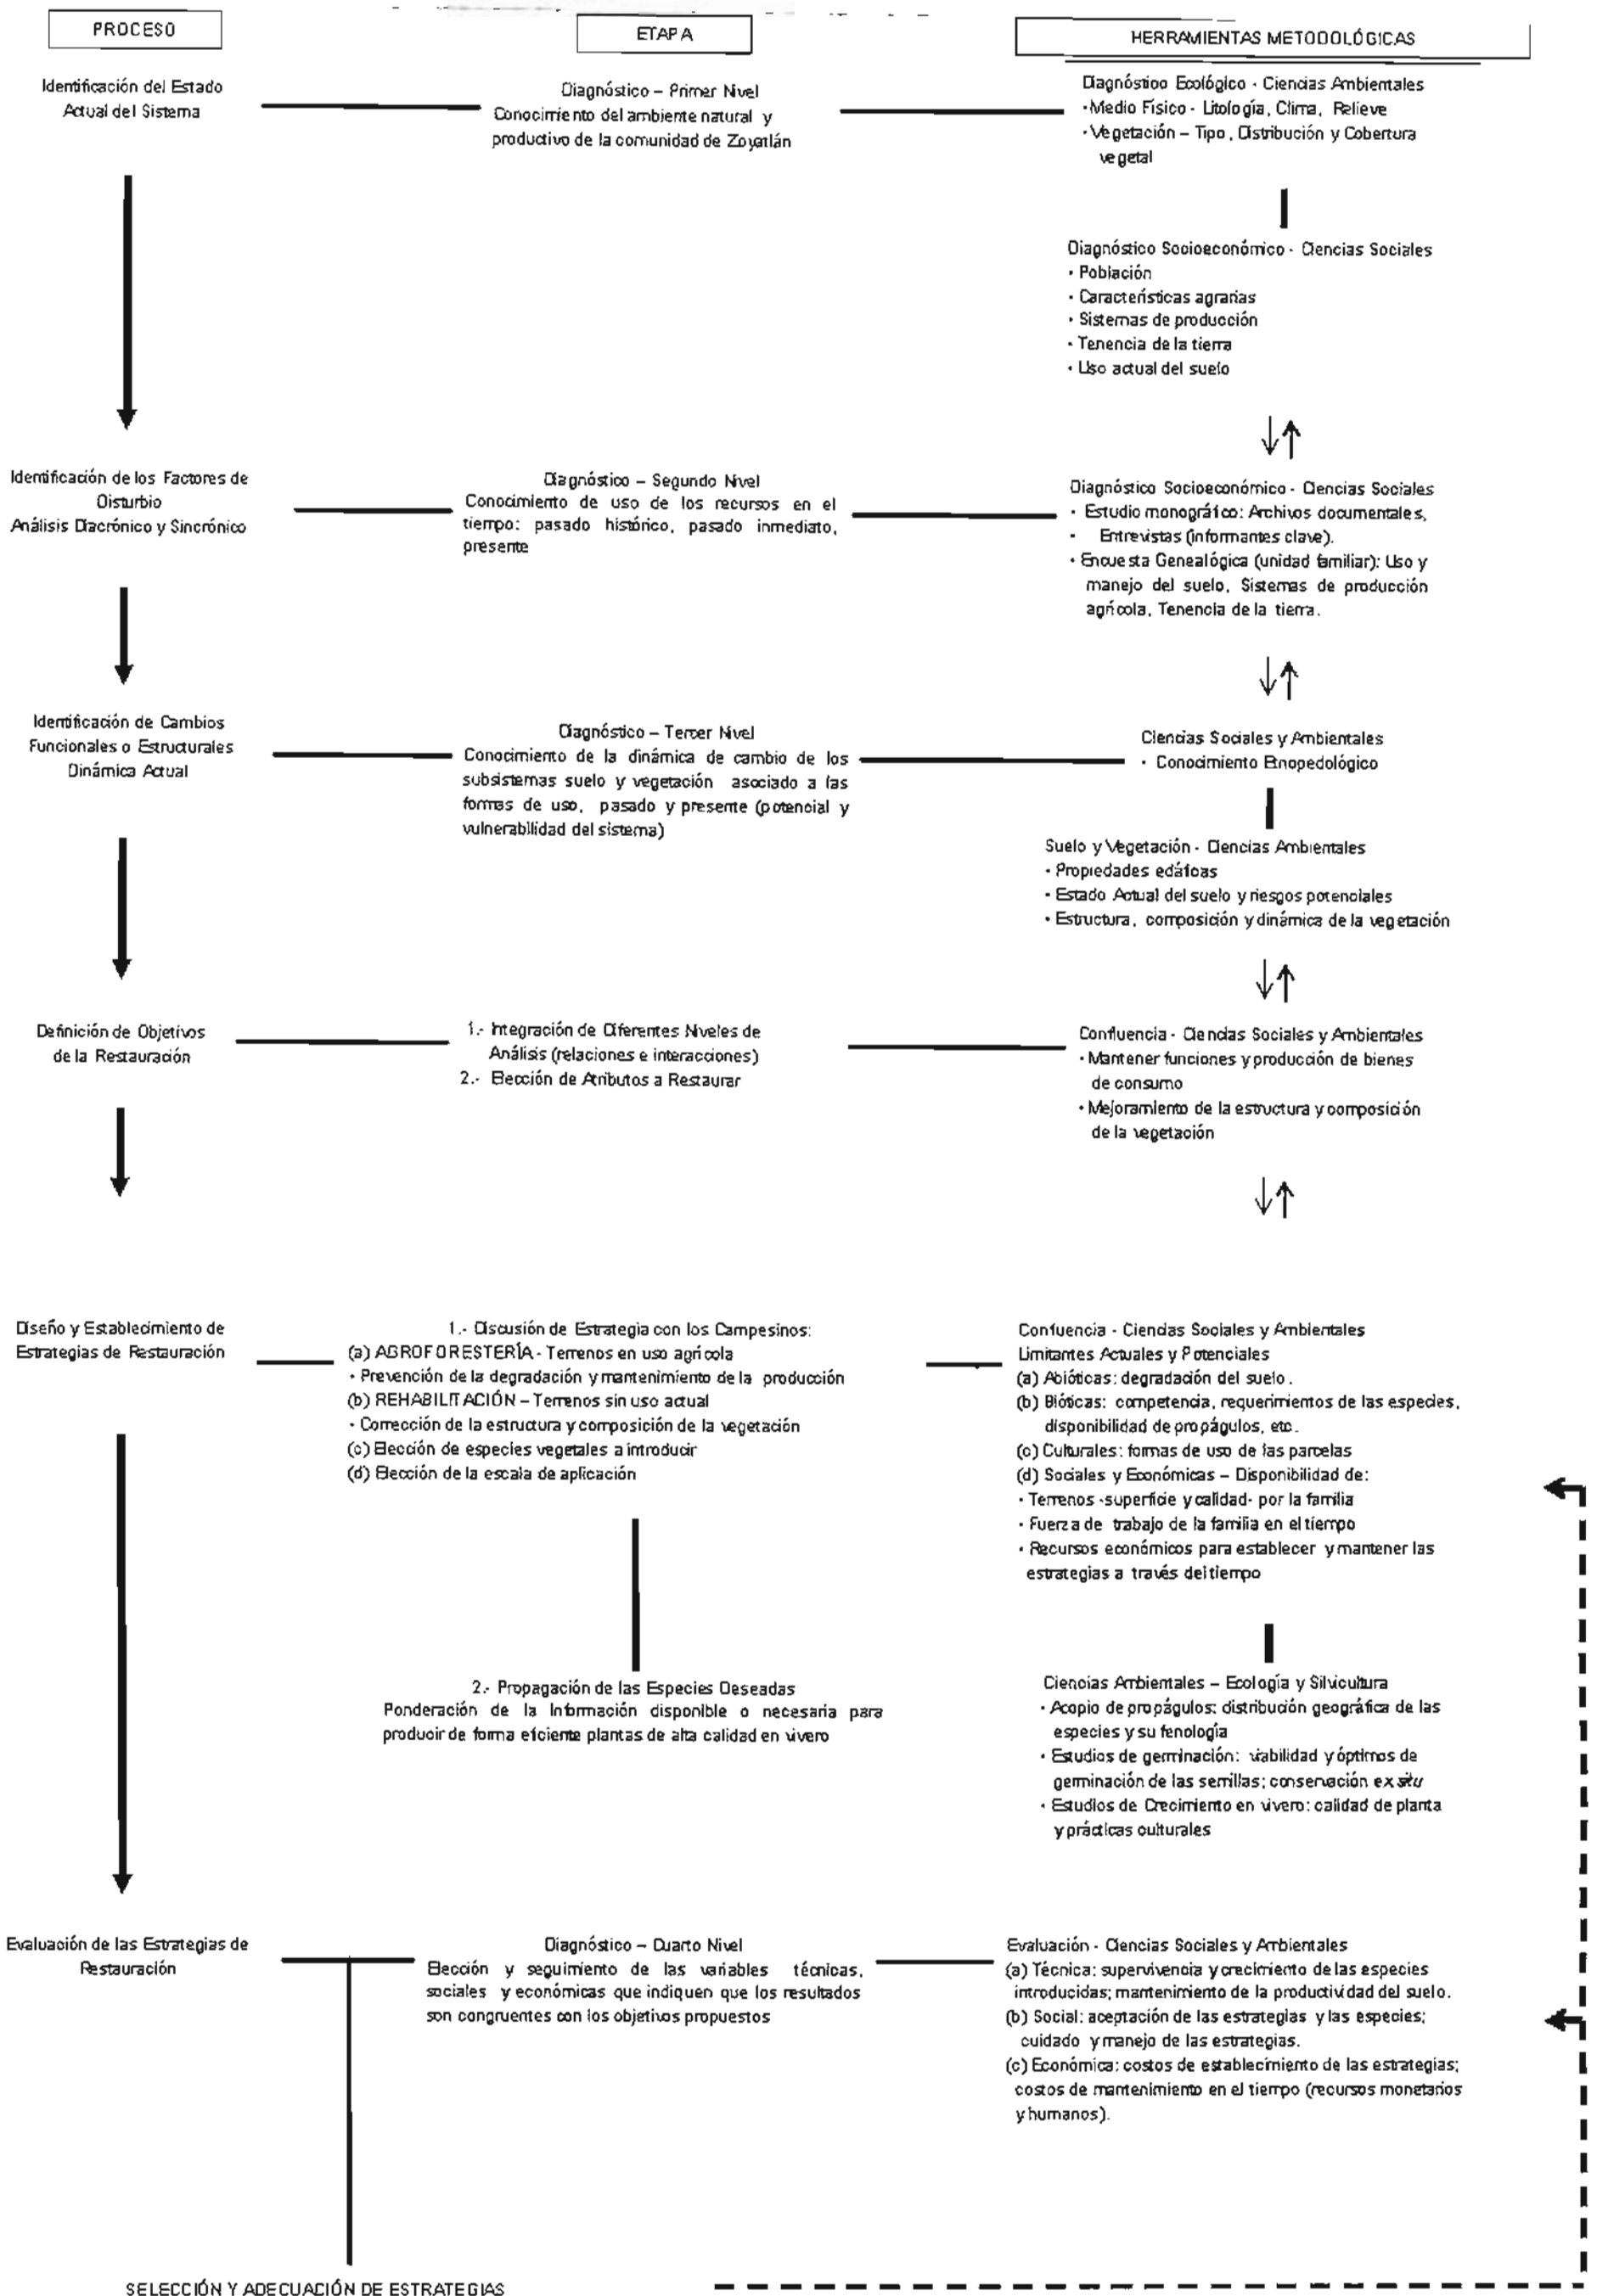 PROCESO
ETAPA
HERRAMIENTAS METODOLÓGICAS
Identificación del Estado
Actual del Sistema
Diagnóstico – Primer Nivel
Conocimiento del ambiente natural y
productivo de la comunidad de Zoyatlán
Diagnóstico Ecológico - Ciencias Ambientales
• Medio Físico - Litología, Clima, Relieve
• Vegetación – Tipo, Distribución y Cobertura
vegetal
Diagnóstico Socioeconómico - Ciencias Sociales
• Población
• Características agrarias
• Sistemas de producción
• Tenencia de la tierra
• Uso actual del suelo
Identificación de los Factores de
Disturbio
Análisis Diacrónico y Sincrónico
Diagnóstico – Segundo Nivel
Conocimiento de uso de los recursos en el
tiempo: pasado histórico, pasado inmediato,
presente
Diagnóstico Socioeconómico - Ciencias Sociales
• Estudio monográfico: Archivos documentales,
• Entrevistas (informantes clave).
• Encuesta Genealógica (unidad familiar): Uso y
manejo del suelo, Sistemas de producción
agrícola, Tenencia de la tierra.
Identificación de Cambios
Funcionales o Estructurales
Dinámica Actual
Diagnóstico – Tercer Nivel
Conocimiento de la dinámica de cambio de los
subsistemas suelo y vegetación asociado a las
formas de uso, pasado y presente (potencial y
vulnerabilidad del sistema)
Ciencias Sociales y Ambientales
• Conocimiento Etnopedológico
Suelo y Vegetación - Ciencias Ambientales
• Propiedades edáficas
• Estado Actual del suelo y riesgos potenciales
• Estructura, composición y dinámica de la vegetación
Definición de Objetivos
de la Restauración
1.- Integración de Diferentes Niveles de
Análisis (relaciones e interacciones)
2.- Elección de Atributos a Restaurar
Confluencia - Ciencias Sociales y Ambientales
• Mantener funciones y producción de bienes
de consumo
• Mejoramiento de la estructura y composición
de la vegetación
Diseño y Establecimiento de
Estrategias de Restauración
1.- Discusión de Estrategia con los Campesinos:
(a) AGROFORESTERÍA - Terrenos en uso agrícola
• Prevención de la degradación y mantenimiento de la producción
(b) REHABILITACIÓN – Terrenos sin uso actual
• Corrección de la estructura y composición de la vegetación
(c) Elección de especies vegetales a introducir
(d) Elección de la escala de aplicación
Confluencia - Ciencias Sociales y Ambientales
Limitantes Actuales y Potenciales
(a) Abióticas: degradación del suelo.
(b) Bióticas: competencia, requerimientos de las especies,
disponibilidad de propágulos, etc.
(c) Culturales: formas de uso de las parcelas
(d) Sociales y Económicas – Disponibilidad de:
• Terrenos -superficie y calidad- por la familia
• Fuerza de trabajo de la familia en el tiempo
• Recursos económicos para establecer y mantener las
estrategias a través del tiempo
2.- Propagación de las Especies Deseadas
Ponderación de la Información disponible o necesaria para
producir de forma eficiente plantas de alta calidad en vivero
Ciencias Ambientales – Ecología y Silvicultura
• Acopio de propágulos: distribución geográfica de las
especies y su fenología
• Estudios de germinación: viabilidad y óptimos de
germinación de las semillas; conservación ex situ
• Estudios de Crecimiento en vivero: calidad de planta
y prácticas culturales
Evaluación de las Estrategias de
Restauración
Diagnóstico – Cuarto Nivel
Elección y seguimiento de las variables técnicas,
sociales y económicas que indiquen que los resultados
son congruentes con los objetivos propuestos
Evaluación - Ciencias Sociales y Ambientales
(a) Técnica: supervivencia y crecimiento de las especies
introducidas; mantenimiento de la productividad del suelo.
(b) Social: aceptación de las estrategias y las especies;
cuidado y manejo de las estrategias.
(c) Económica: costos de establecimiento de las estrategias;
costos de mantenimiento en el tiempo (recursos monetarios
y humanos).
SELECCIÓN Y ADECUACIÓN DE ESTRATEGIAS